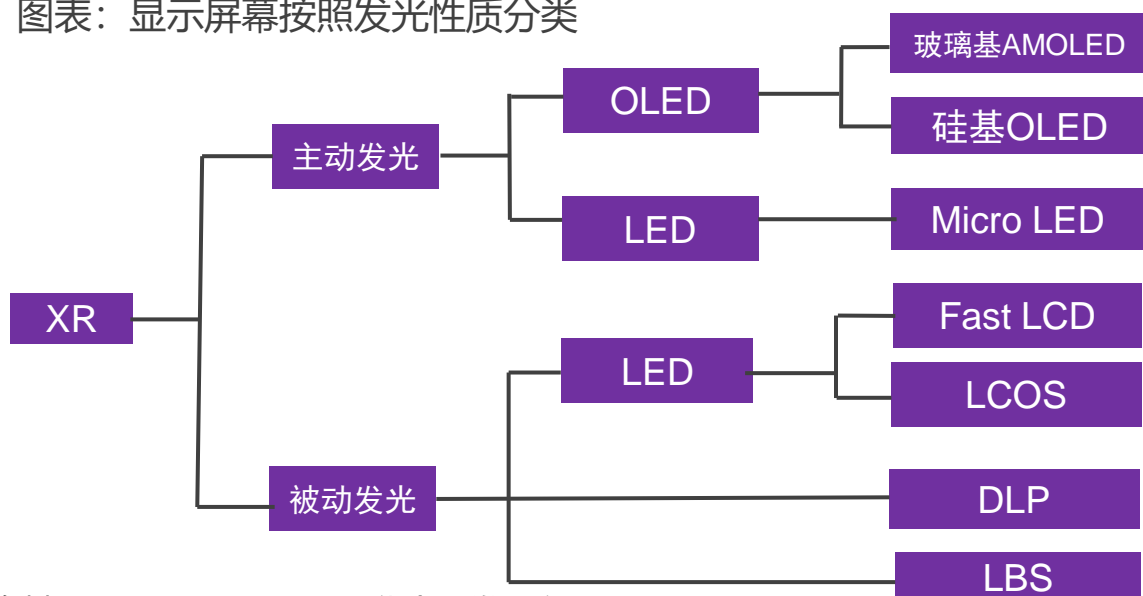 图表：显示屏幕按照发光性质分类
玻璃基AMOLED
OLED
硅基OLED
主动发光
LED
Micro LED
XR
Fast LCD
LED
LCOS
被动发光
DLP
LBS